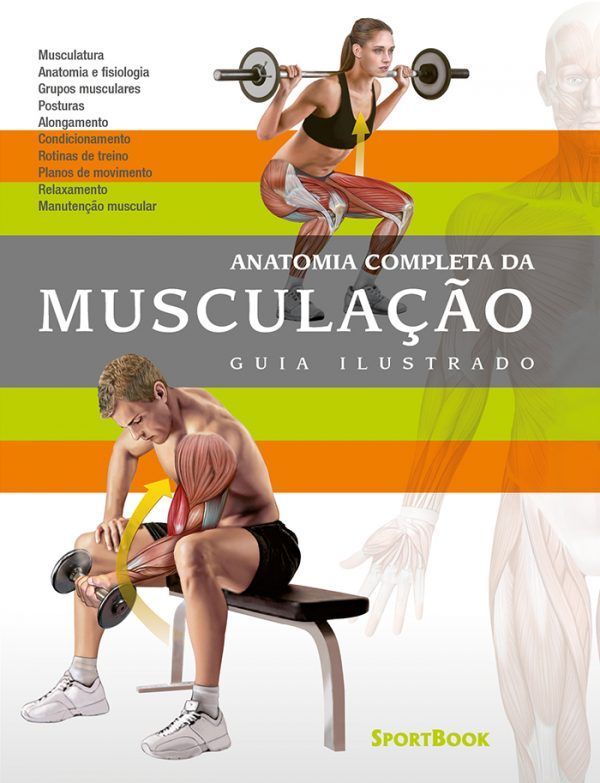 Musculatura
Anatomia e fisiologia
Grupos musculares
Posturas
Alongamento
Condicionamento
Rotinas de treino
Planos de movimento
Relaxamento
Manutenção muscular
ANATOMIA COMPLETA DA
MUSCULAÇÃO
GUIA ILUSTRADO
SPORTBOOK